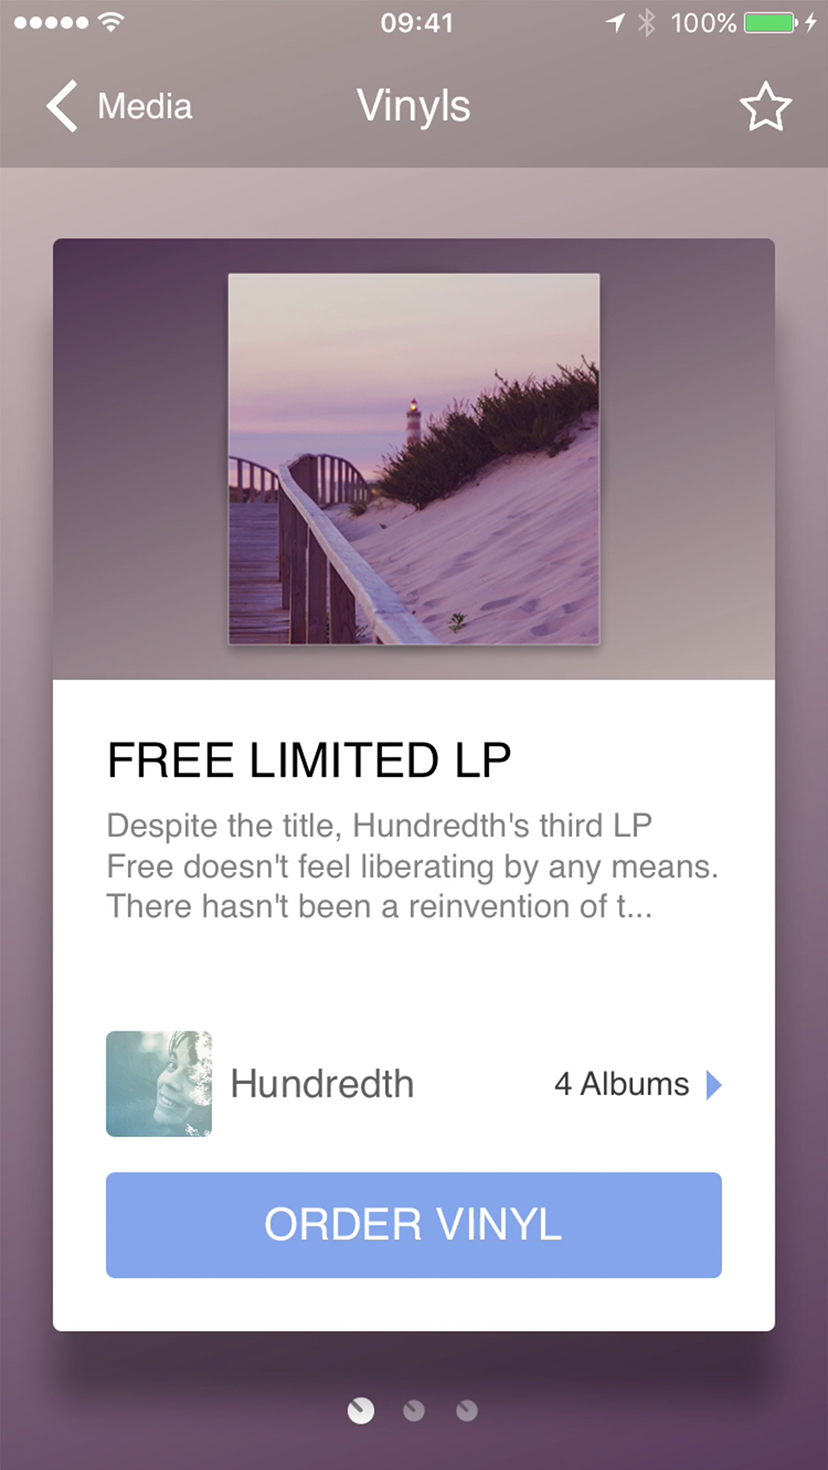 09:41
100%
Media
Vinyls
FREE LIMITED LP
Despite the title, Hundredth's third LP
Free doesn't feel liberating by any means.
There hasn't been a reinvention of t...
Hundredth
4 Albums
ORDER VINYL